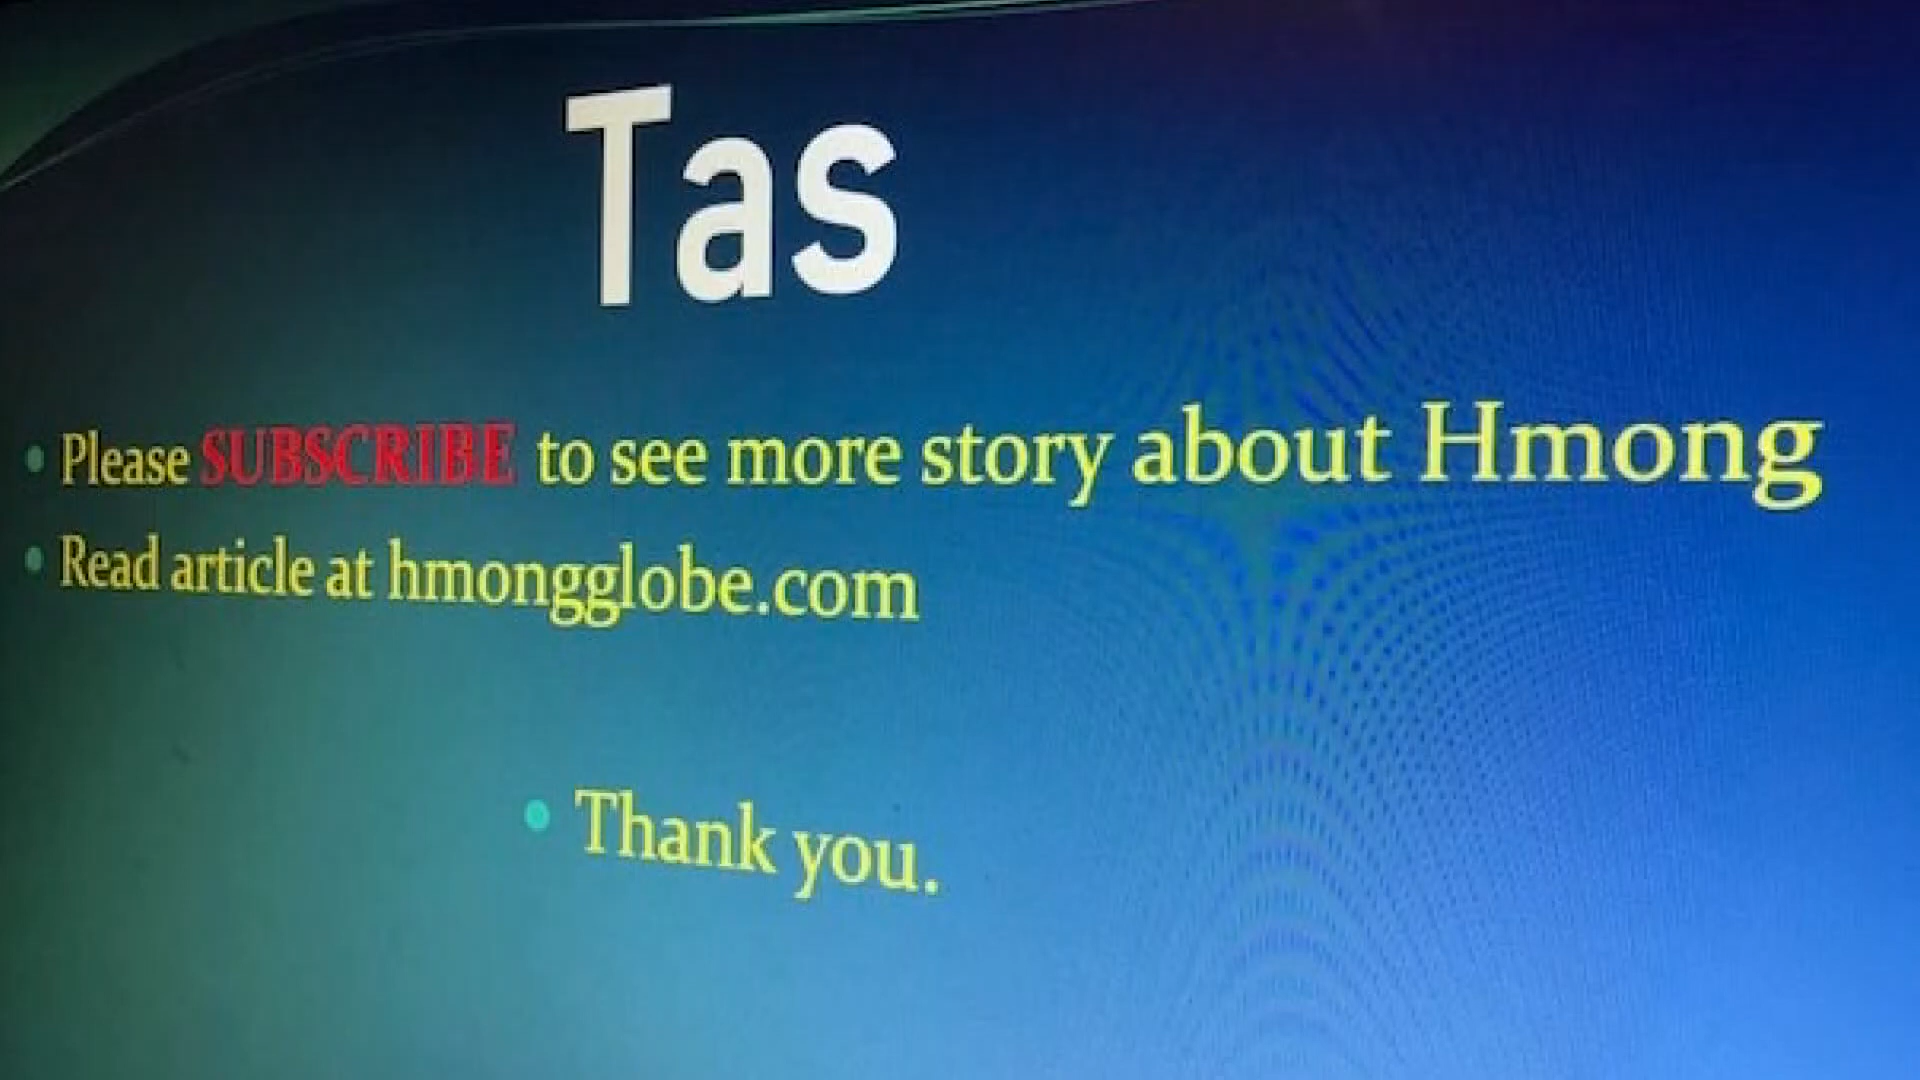 Tas
• Please SUBSCRIBE to see more story about Hmong
• Read article at hmongglobe.com
• Thank you.